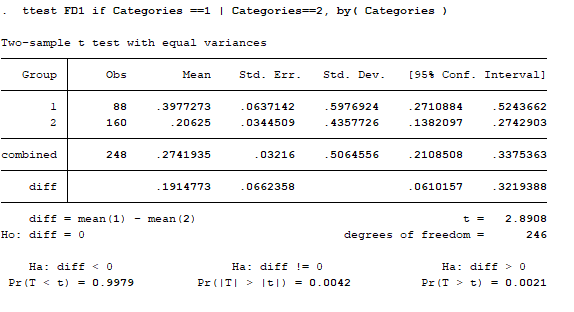 . ttest FD1 if Categories ==1 | Categories==2, by( Categories )
Two-sample t test with equal variances
Group Obs Mean Std. Err. Std. Dev. [95% Conf. Interval]
1 88 .3977273 .0637142 .5976924 .2710884 .5243662
2 160 .20625 .0344509 .4357726 .1382097 .2742903
combined 248 .2741935 .03216 .5064556 .2108508 .3375363
diff .1914773 .0662358 .0610157 .3219388
diff = mean(1) - mean(2) t = 2.8908
Ho: diff = 0 degrees of freedom = 246
Ha: diff < 0 Ha: diff != 0 Ha: diff > 0
Pr(T < t) = 0.9979 Pr(|T| > |t|) = 0.0042 Pr(T > t) = 0.0021